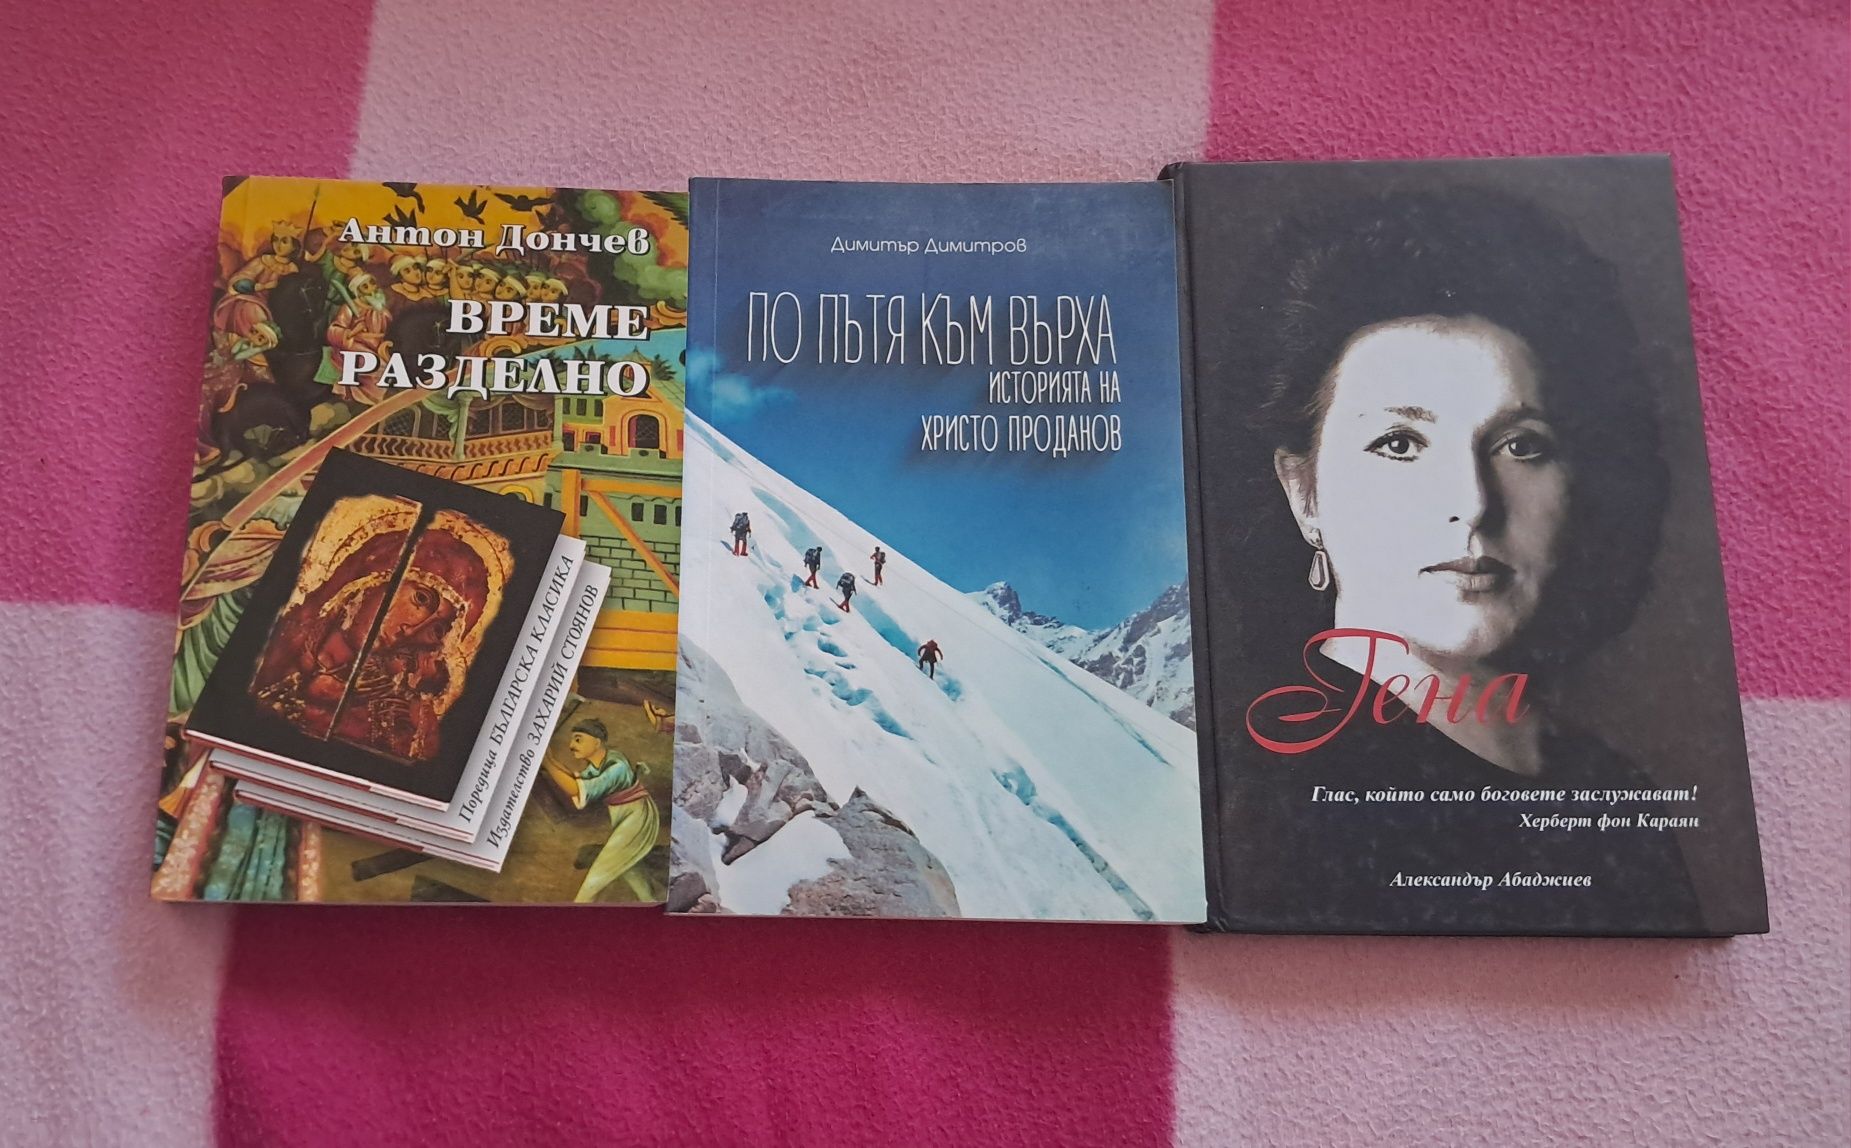 Антон Дончев
ВРЕМЕ
РАЗДЕЛНО
Поредица БЪЛГАРСКА КЛАСИКА
Издателство ЗАХАРИЙ СТОЯНОВ
Димитър Димитров
ПО ПЪТЯ КЪМ ВЪРХА
ИСТОРИЯТА НА
ХРИСТО ПРОДАНОВ
Гена
Глас, който само боговете заслужават!
Херберт фон Караян
Александър Абаджиев